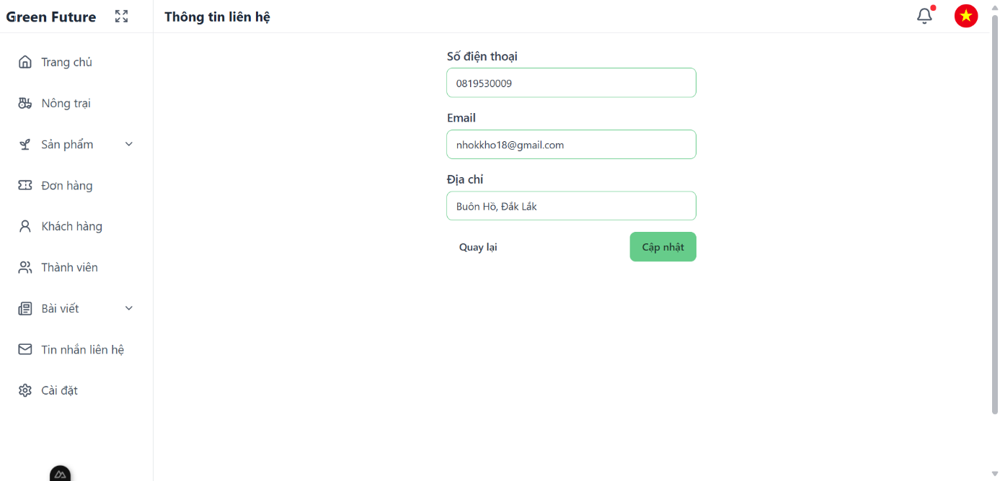 Green Future
Thông tin liên hệ
Trang chủ
Nông trại
Sản phẩm
Đơn hàng
Khách hàng
Thành viên
Bài viết
Tin nhắn liên hệ
Cài đặt
Số điện thoại
0819530009
Email
nhokkho18@gmail.com
Địa chỉ
Buôn Hồ, Đắk Lắk
Quay lại
Cập nhật